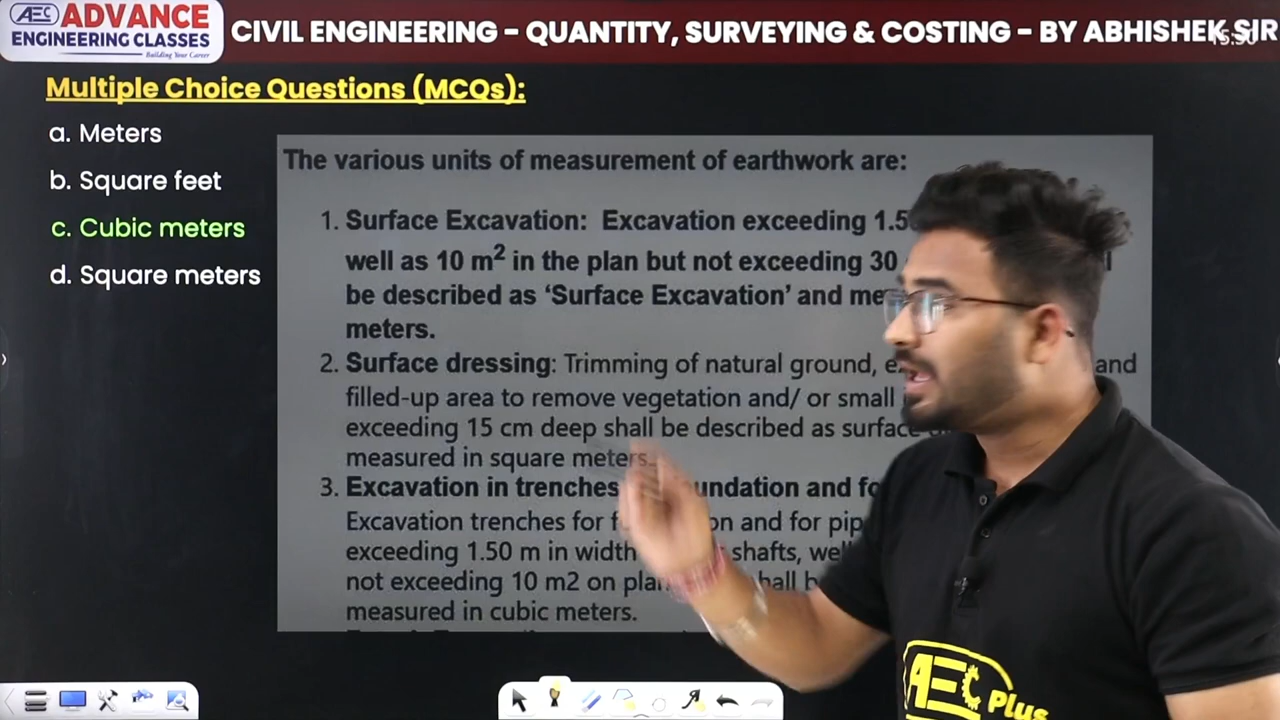 AEC ADVANCE
ENGINEERING CLASSES
Building Your Career
CIVIL ENGINEERING - QUANTITY, SURVEYING & COSTING - BY ABHISHEK SIR
Multiple Choice Questions (MCQs):
a. Meters
b. Square feet
c. Cubic meters
d. Square meters
The various units of measurement of earthwork are:
1. Surface Excavation: Excavation exceeding 1.5
well as 10 m² in the plan but not exceeding 30
be described as ‘Surface Excavation’ and me
meters.
2. Surface dressing: Trimming of natural ground, and
filled-up area to remove vegetation and/ or small
exceeding 15 cm deep shall be described as surface
measured in square meters.
3. Excavation in trenches undation and fo
Excavation trenches for f on and for pip
exceeding 1.50 m in width shafts, wel
not exceeding 10 m2 on plan hall b
measured in cubic meters.
AEC Plus